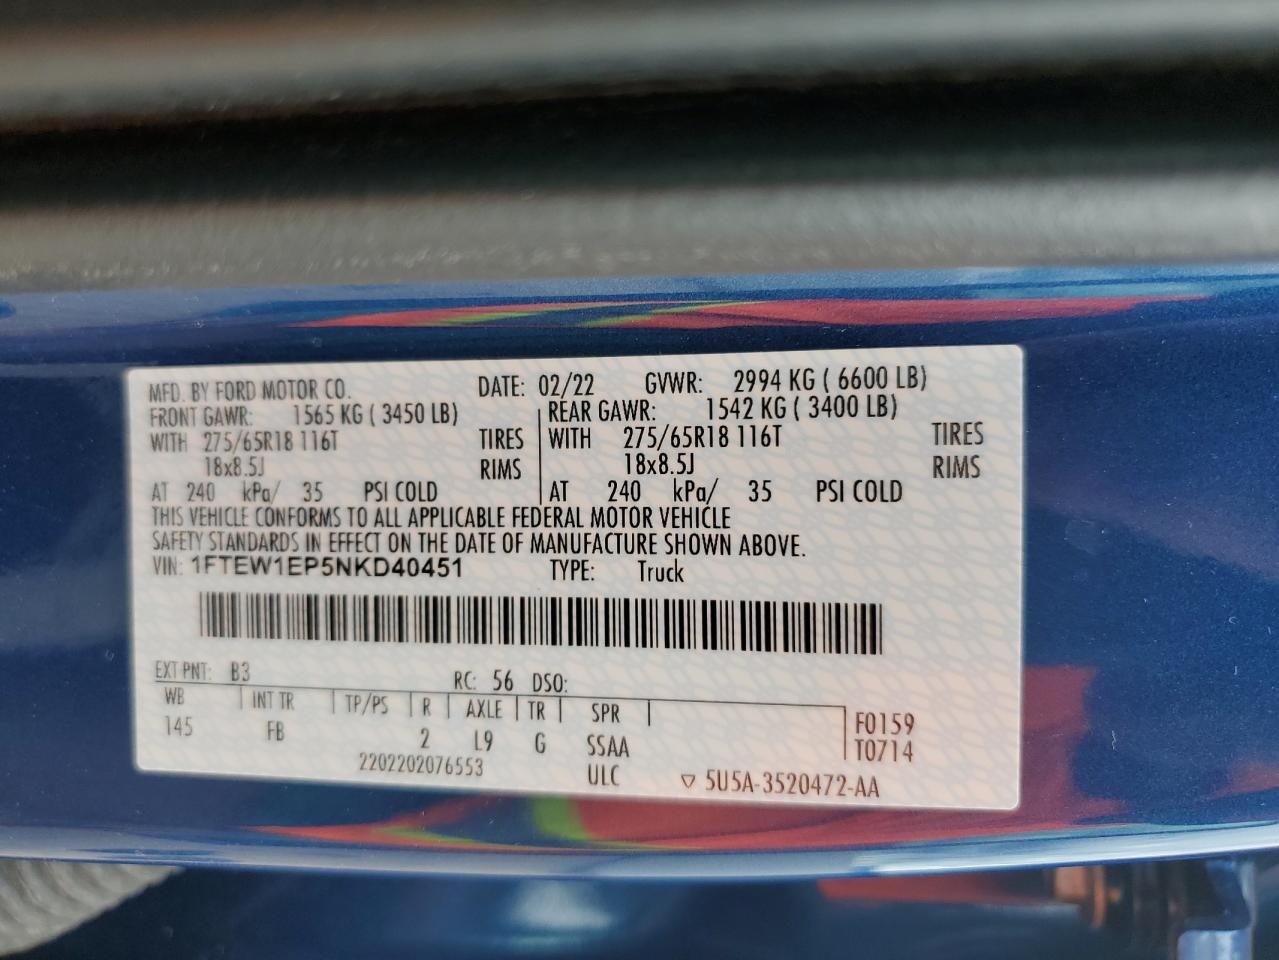 MFD. BY FORD MOTOR CO. DATE: 02/22 GVWR: 2994 KG ( 6600 LB)
FRONT GAWR: 1565 KG ( 3450 LB) REAR GAWR: 1542 KG ( 3400 LB)
WITH 275/65R18 116T TIRES WITH 275/65R18 116T TIRES
18x8.5J RIMS 18x8.5J RIMS
AT 240 kPa/ 35 PSI COLD AT 240 kPa/ 35 PSI COLD
THIS VEHICLE CONFORMS TO ALL APPLICABLE FEDERAL MOTOR VEHICLE
SAFETY STANDARDS IN EFFECT ON THE DATE OF MANUFACTURE SHOWN ABOVE.
VIN: 1FTEW1EP5NKD40451 TYPE: Truck
EXT PNT: B3 RC: 56 DSO:
WB INT TR TP/PS R AXLE TR SPR F0159
145 FB 2 L9 G SSAA T0714
2202202076553 ULC ▽ 5U5A-3520472-AA